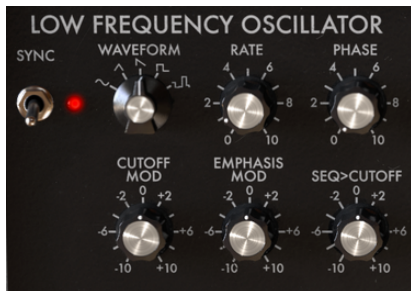 LOW FREQUENCY OSCILLATOR
SYNC
WAVEFORM
RATE
PHASE
4 6
2 8
0 10
4 6
2 8
0 10
CUTOFF
MOD
EMPHASIS
MOD
SEQ>CUTOFF
0
-2 +2
-6 +6
-10 +10
0
-2 +2
-6 +6
-10 +10
0
-2 +2
-6 +6
-10 +10